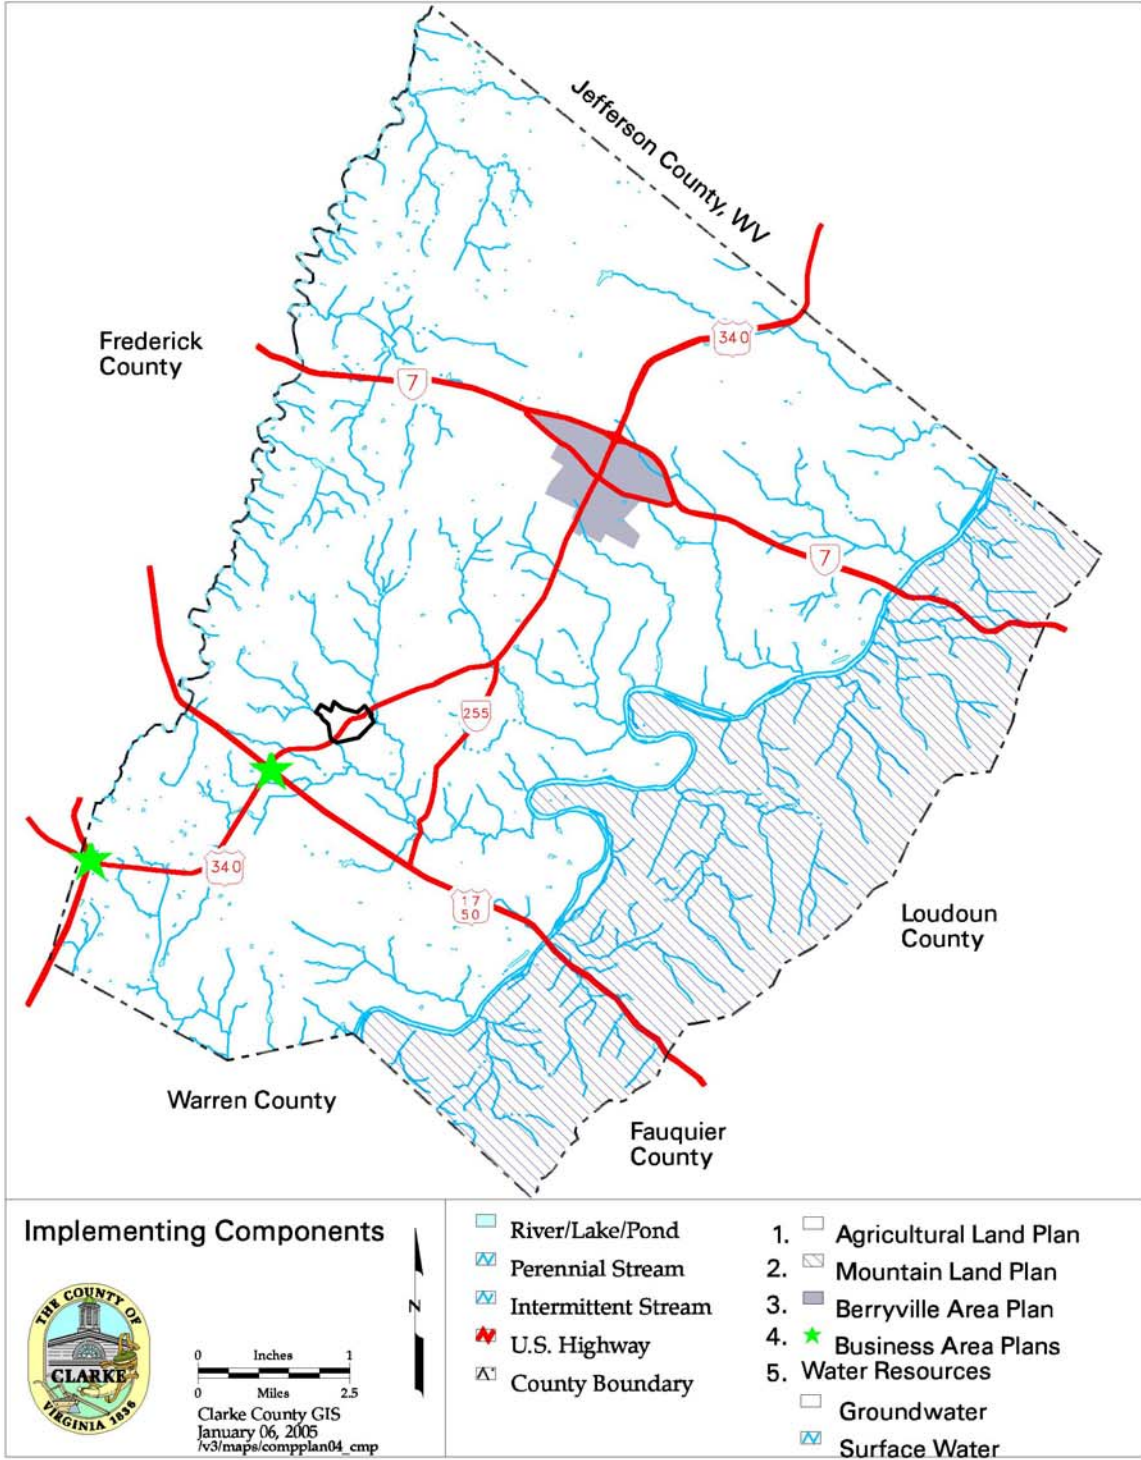 Jefferson County, WV
340
Frederick
County
7
7
255
340
17
50
Loudoun
County
Warren County
Fauquier
County
Implementing Components
THE COUNTY OF
CLARKE
VIRGINIA 1836
N
0 Inches 1
0 Miles 2.5
Clarke County GIS
January 06, 2005
/v3/maps/compplan04_cmp
River/Lake/Pond
Perennial Stream
Intermittent Stream
U.S. Highway
County Boundary
1. Agricultural Land Plan
2. Mountain Land Plan
3. Berryville Area Plan
4. Business Area Plans
5. Water Resources
Groundwater
Surface Water